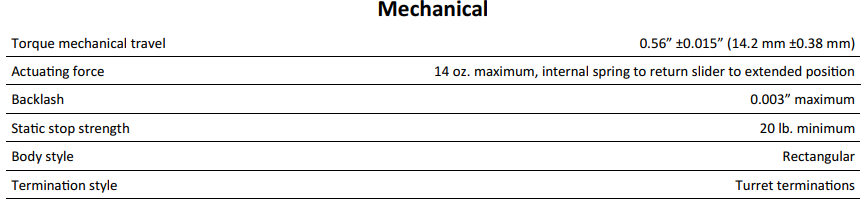 Mechanical
Torque mechanical travel 0.56” ±0.015” (14.2 mm ±0.38 mm)
Actuating force 14 oz. maximum, internal spring to return slider to extended position
Backlash 0.003” maximum
Static stop strength 20 lb. minimum
Body style Rectangular
Termination style Turret terminations